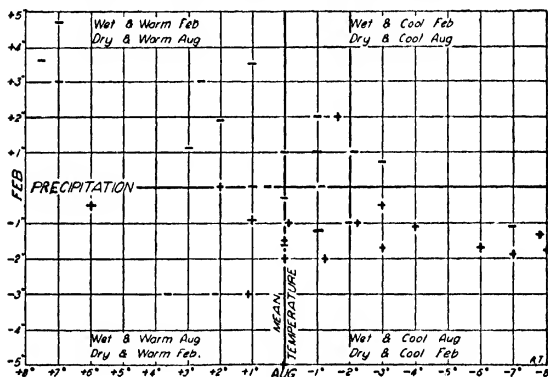 +5" Wet & Warm Feb Wet & Cool Feb
Dry & Warm Aug Dry & Cool Aug
+4"
+3"
+2"
+1"
FEB
PRECIPITATION 0
-1"
-2"
-3"
-4"
-5"
MEAN
TEMPERATURE
Wet & Warm Aug Wet & Cool Aug
Dry & Warm Feb. Dry & Cool Feb
R.T.
+8° +7° +6° +5° +4° +3° +2° +1° AUG -1° -2° -3° -4° -5° -6° -7° -8